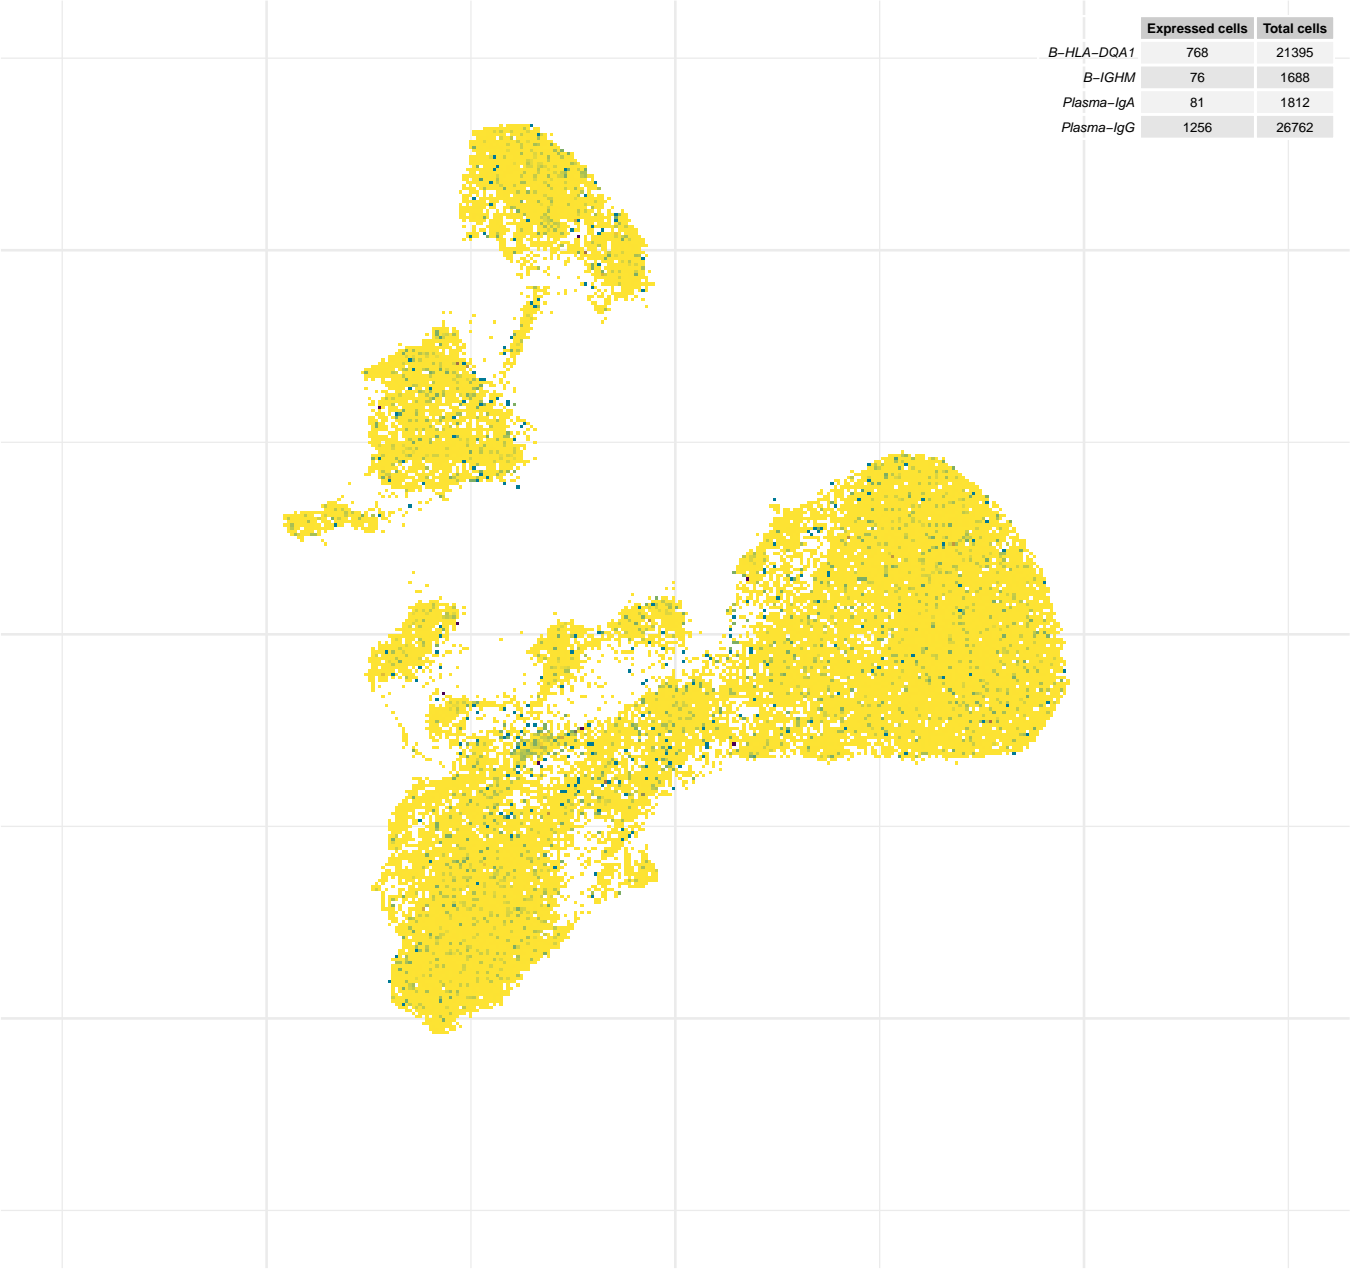 Expressed cells Total cells
B−HLA−DQA1 768 21395
B−IGHM 76 1688
Plasma−IgA 81 1812
Plasma−IgG 1256 26762